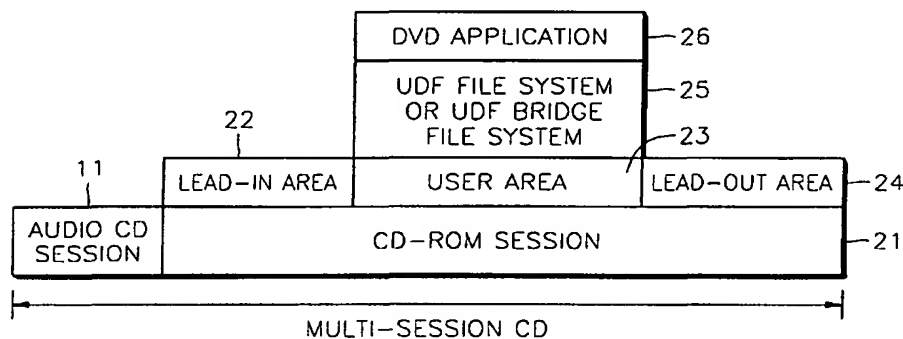 DVD APPLICATION
26
UDF FILE SYSTEM
OR UDF BRIDGE
FILE SYSTEM
25
22
23
11
LEAD-IN AREA
USER AREA
LEAD-OUT AREA
24
AUDIO CD
SESSION
CD-ROM SESSION
21
MULTI-SESSION CD